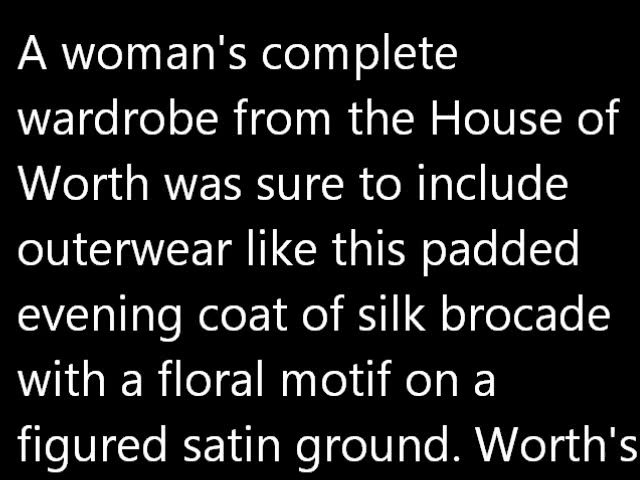 A woman's complete
wardrobe from the House of
Worth was sure to include
outerwear like this padded
evening coat of silk brocade
with a floral motif on a
figured satin ground. Worth's